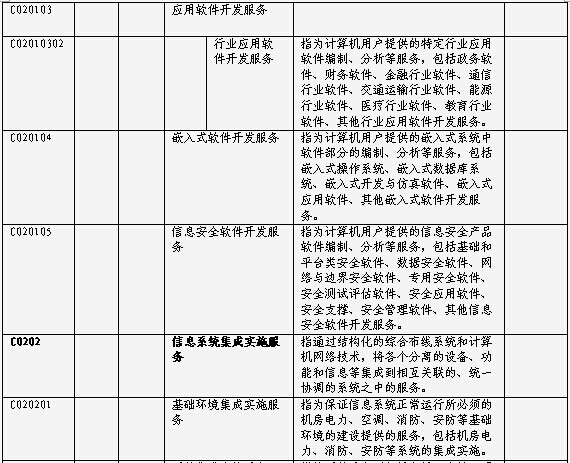 C020103 应用软件开发服务
C02010302 行业应用软 指为计算机用户提供的特定行业应用
件开发服务 软件编制、分析等服务，包括政务软
件、财务软件、金融行业软件、通信
行业软件、交通运输行业软件、能源
行业软件、医疗行业软件、教育行业
软件、其他行业应用软件开发服务。
C020104 嵌入式软件开发服务 指为计算机用户提供的嵌入式系统中
软件部分的编制、分析等服务，包括
嵌入式操作系统、嵌入式数据库系
统、嵌入式开发与仿真软件、嵌入式
应用软件、其他嵌入式软件开发服
务。
C020105 信息安全软件开发服 指为计算机用户提供的信息安全产品
务 软件编制、分析等服务，包括基础和
平台类安全软件、数据安全软件、网
络与边界安全软件、专用安全软件、
安全测试评估软件、安全应用软件、
安全支撑、安全管理软件、其他信息
安全软件开发服务。
C0202 信息系统集成实施服 指通过结构化的综合布线系统和计算
务 机网络技术，将各个分离的设备、功
能和信息等集成到相互关联的、统一
协调的系统之中的服务。
C020201 基础环境集成实施服 指为保证信息系统正常运行所必须的
务 机房电力、空调、消防、安防等基础
环境的建设提供的服务，包括机房电
力、消防、安防等系统的集成实施。